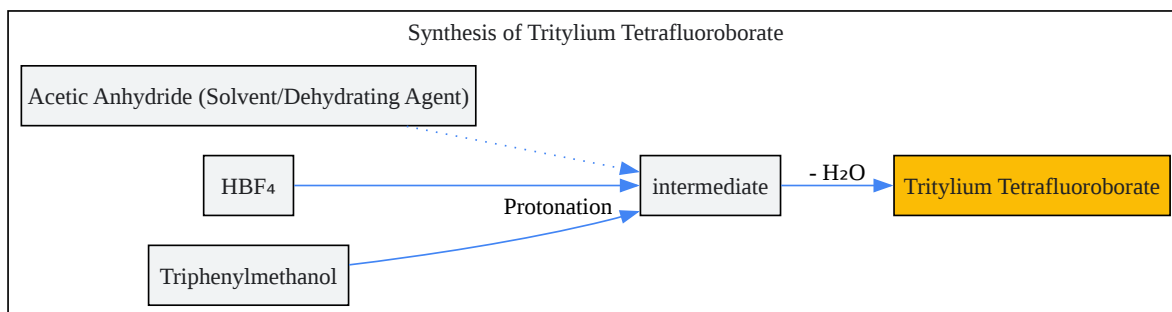 Synthesis of Tritylium Tetrafluoroborate
Acetic Anhydride (Solvent/Dehydrating Agent)
HBF₄
intermediate
- H₂O
Tritylium Tetrafluoroborate
Protonation
Triphenylmethanol